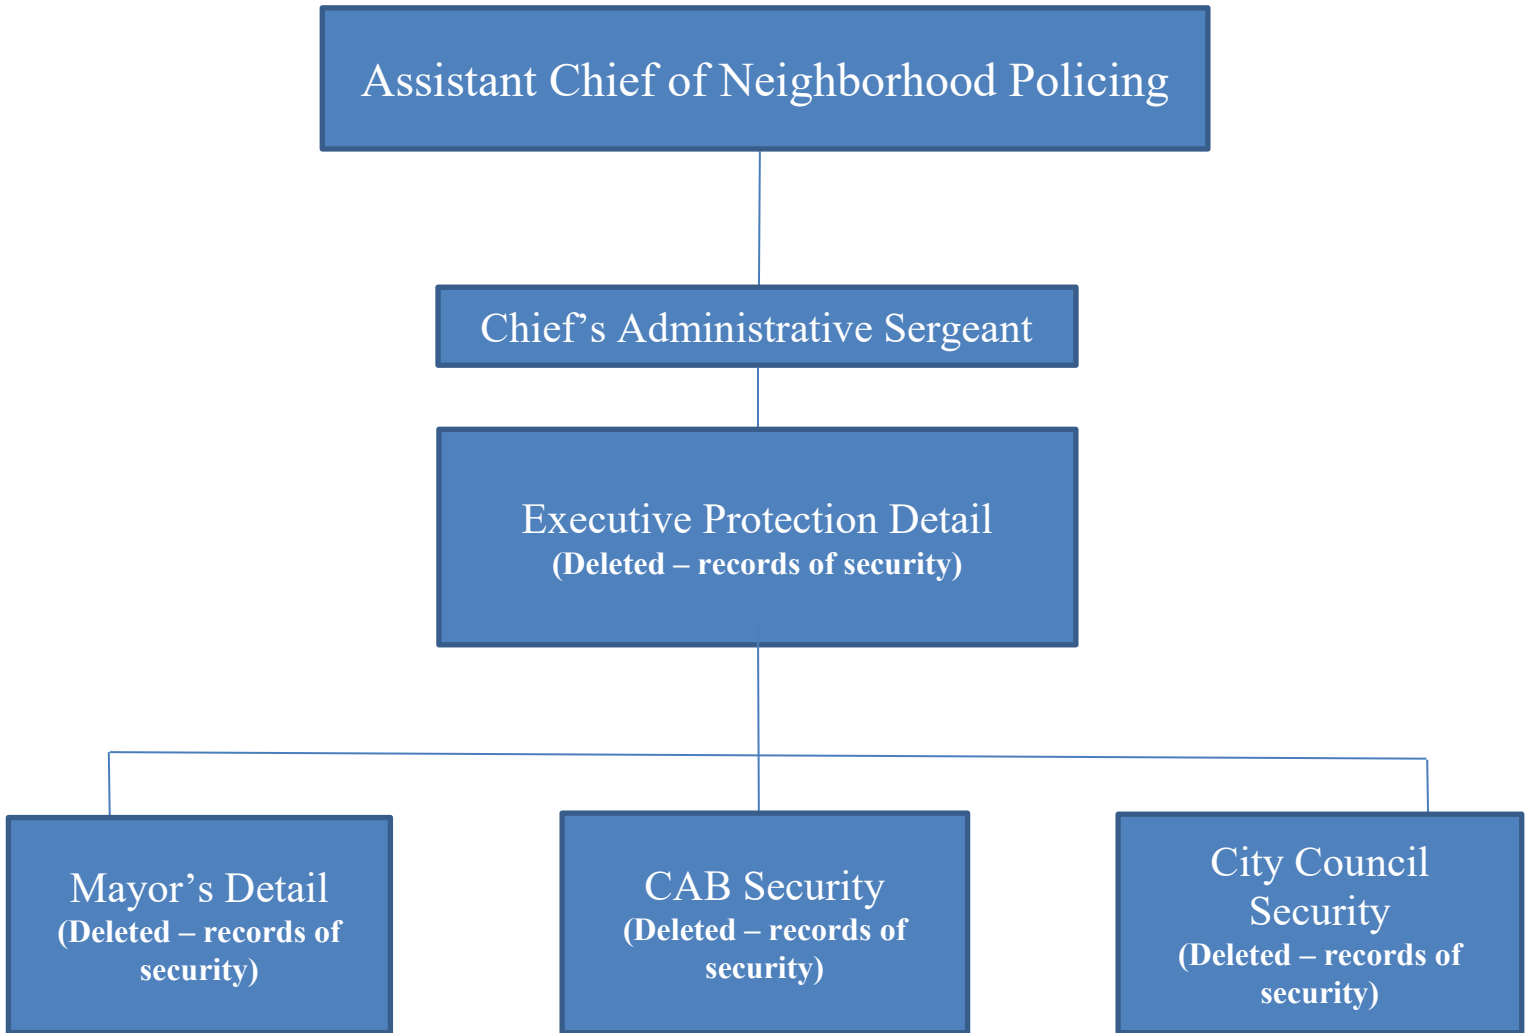 Assistant Chief of Neighborhood Policing
Chief’s Administrative Sergeant
Executive Protection Detail
(Deleted – records of security)
Mayor’s Detail
(Deleted – records of
security)
CAB Security
(Deleted – records of
security)
City Council
Security
(Deleted – records of
security)